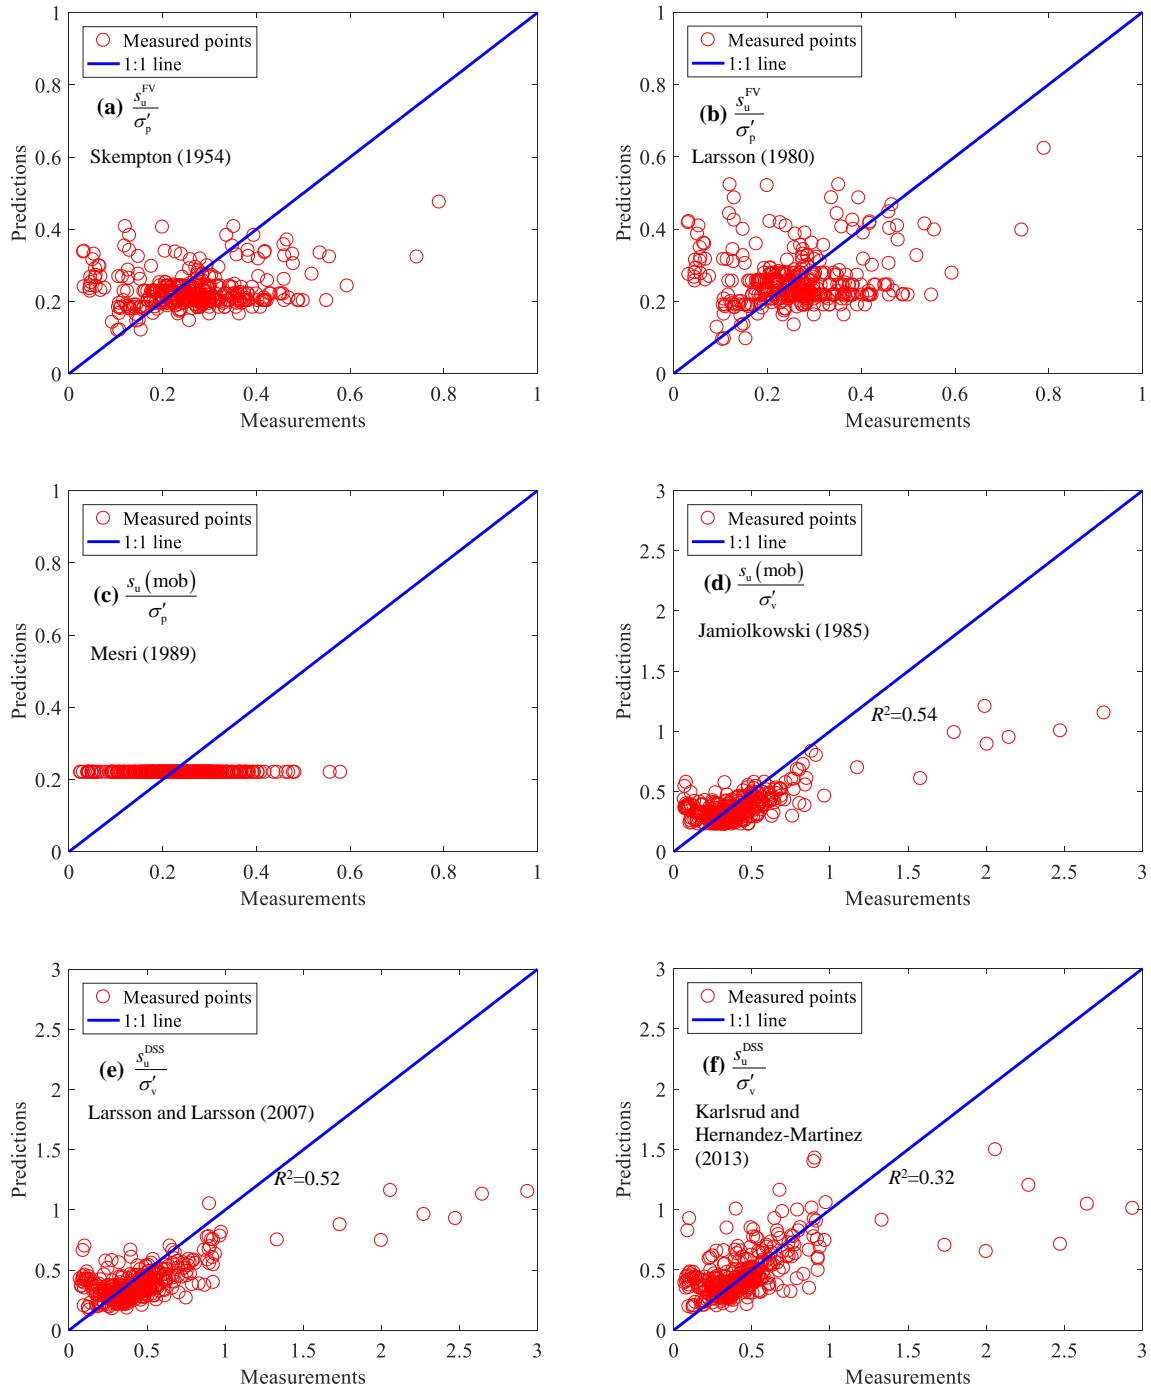 Measured points
1:1 line
(a) s_u^FV / σ′_p
Skempton (1954)
Predictions
1
0.8
0.6
0.4
0.2
0
0 0.2 0.4 0.6 0.8 1
Measurements
Measured points
1:1 line
(b) s_u^FV / σ′_p
Larsson (1980)
Predictions
1
0.8
0.6
0.4
0.2
0
0 0.2 0.4 0.6 0.8 1
Measurements
Measured points
1:1 line
(c) s_u (mob) / σ′_p
Mesri (1989)
Predictions
1
0.8
0.6
0.4
0.2
0
0 0.2 0.4 0.6 0.8 1
Measurements
Measured points
1:1 line
(d) s_u (mob) / σ′_v
Jamiolkowski (1985)
R²=0.54
Predictions
3
2.5
2
1.5
1
0.5
0
0 0.5 1 1.5 2 2.5 3
Measurements
Measured points
1:1 line
(e) s_u^DSS / σ′_v
Larsson and Larsson (2007)
R²=0.52
Predictions
3
2.5
2
1.5
1
0.5
0
0 0.5 1 1.5 2 2.5 3
Measurements
Measured points
1:1 line
(f) s_u^DSS / σ′_v
Karlsrud and
Hernandez-Martinez
(2013)
R²=0.32
Predictions
3
2.5
2
1.5
1
0.5
0
0 0.5 1 1.5 2 2.5 3
Measurements